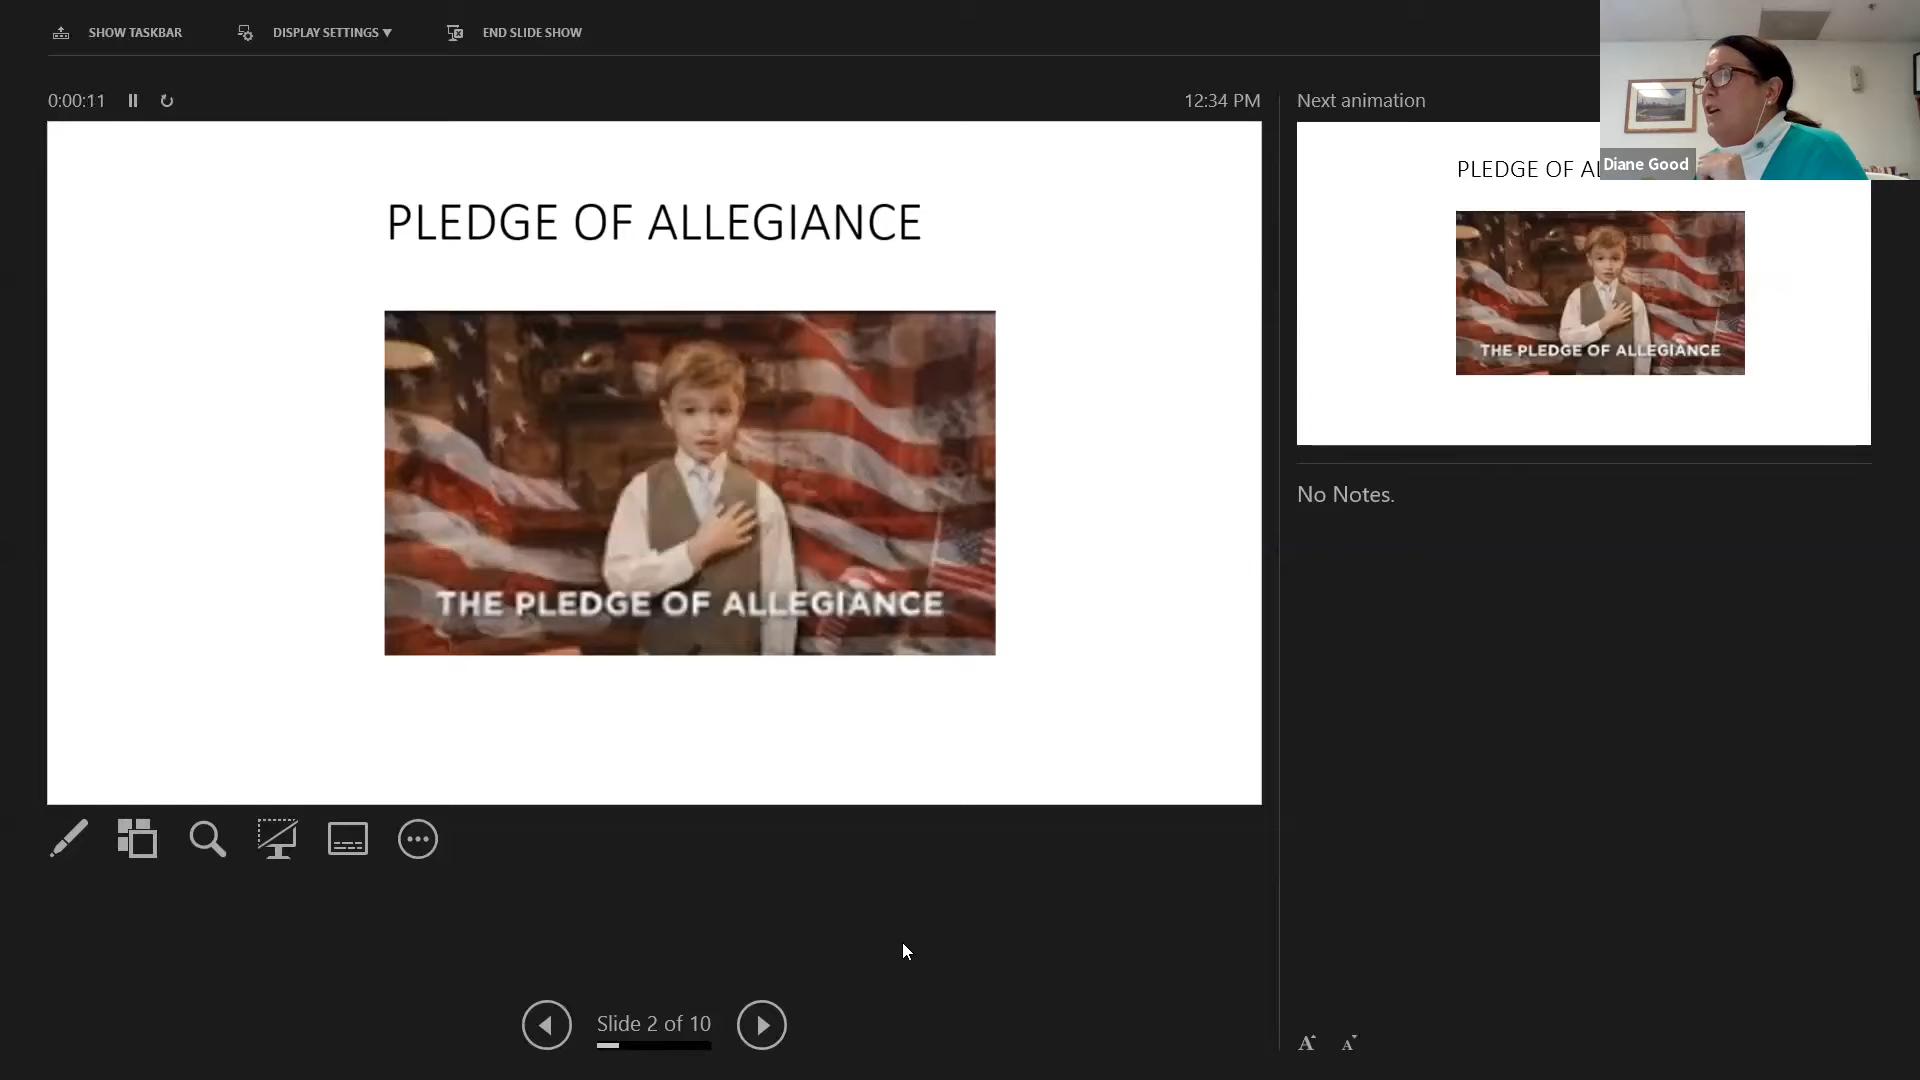 SHOW TASKBAR
DISPLAY SETTINGS ▼
END SLIDE SHOW
0:00:11
12:34 PM
Next animation
PLEDGE OF ALLEGIANCE
THE PLEDGE OF ALLEGIANCE
Slide 2 of 10
PLEDGE OF AL
Diane Good
THE PLEDGE OF ALLEGIANCE
No Notes.
A A